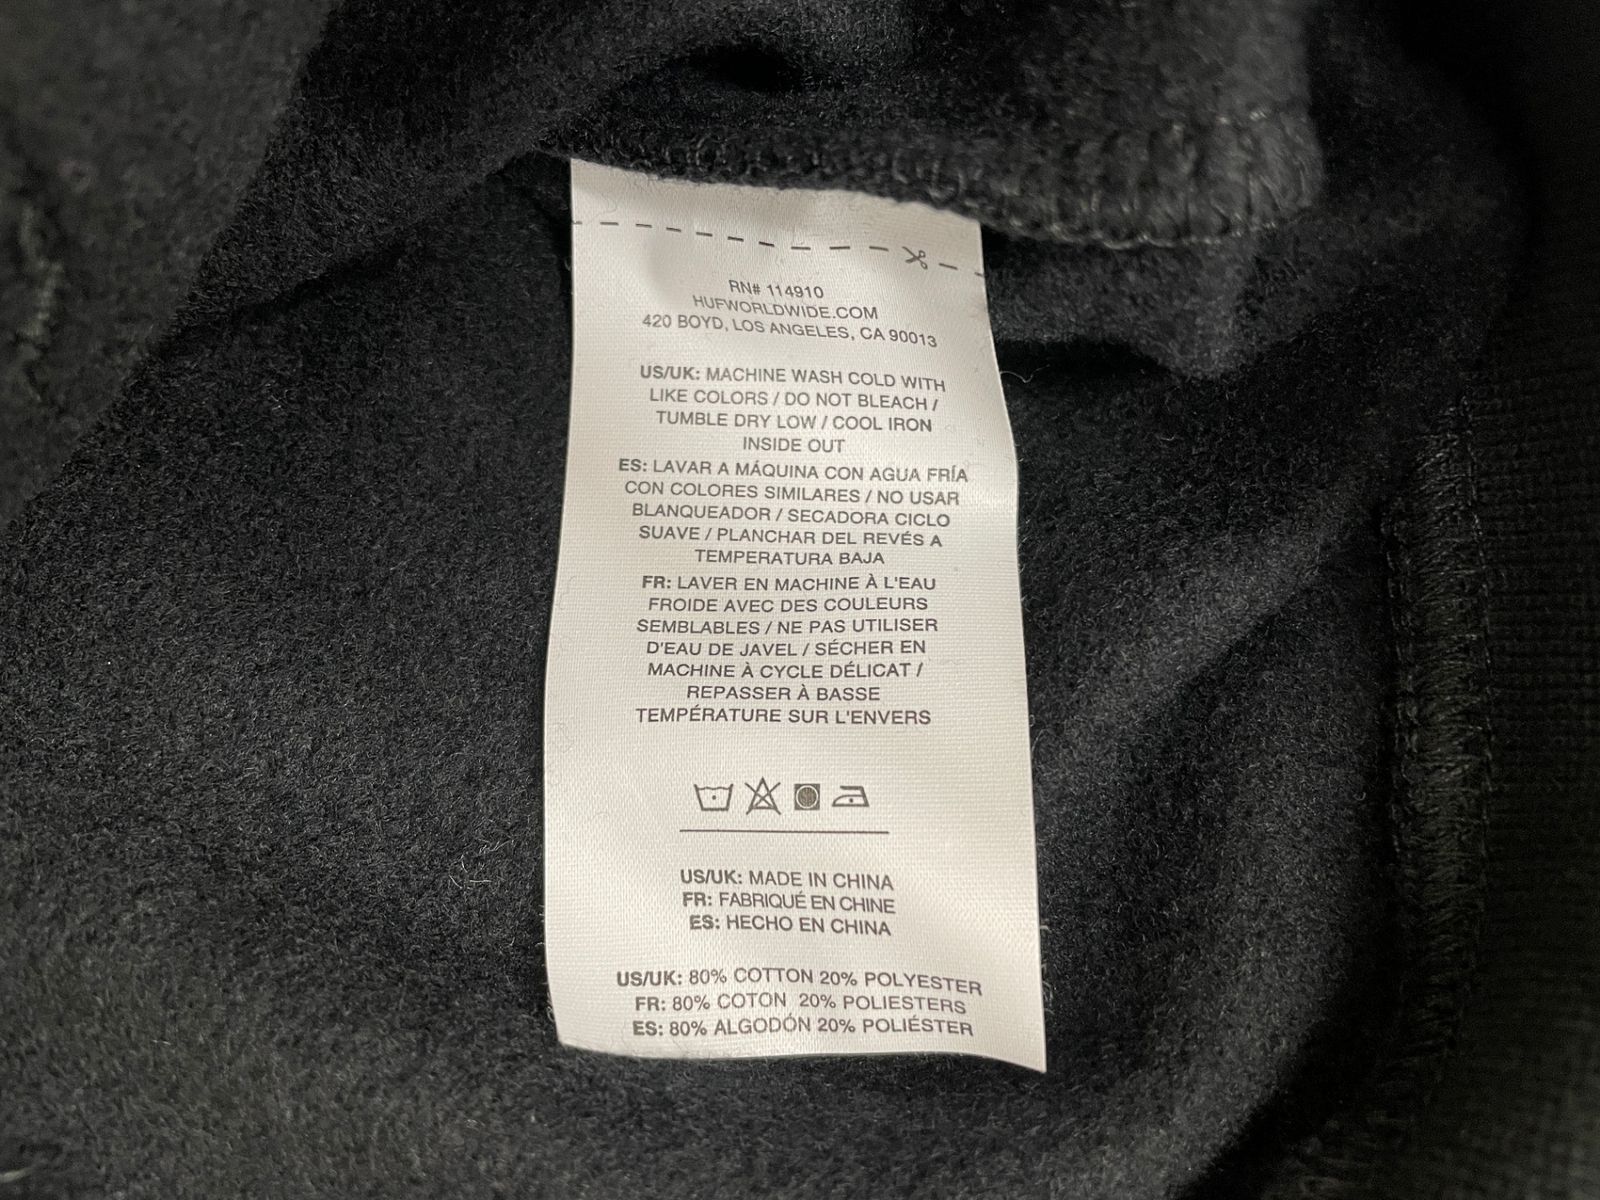 RN# 114910
HUFWORLDWIDE.COM
420 BOYD, LOS ANGELES, CA 90013
US/UK: MACHINE WASH COLD WITH
LIKE COLORS / DO NOT BLEACH /
TUMBLE DRY LOW / COOL IRON
INSIDE OUT
ES: LAVAR A MÁQUINA CON AGUA FRÍA
CON COLORES SIMILARES / NO USAR
BLANQUEADOR / SECADORA CICLO
SUAVE / PLANCHAR DEL REVÉS A
TEMPERATURA BAJA
FR: LAVER EN MACHINE À L'EAU
FROIDE AVEC DES COULEURS
SEMBLABLES / NE PAS UTILISER
D'EAU DE JAVEL / SÉCHER EN
MACHINE À CYCLE DÉLICAT /
REPASSER À BASSE
TEMPÉRATURE SUR L'ENVERS
US/UK: MADE IN CHINA
FR: FABRIQUÉ EN CHINE
ES: HECHO EN CHINA
US/UK: 80% COTTON 20% POLYESTER
FR: 80% COTON 20% POLIESTERS
ES: 80% ALGODÓN 20% POLIÉSTER